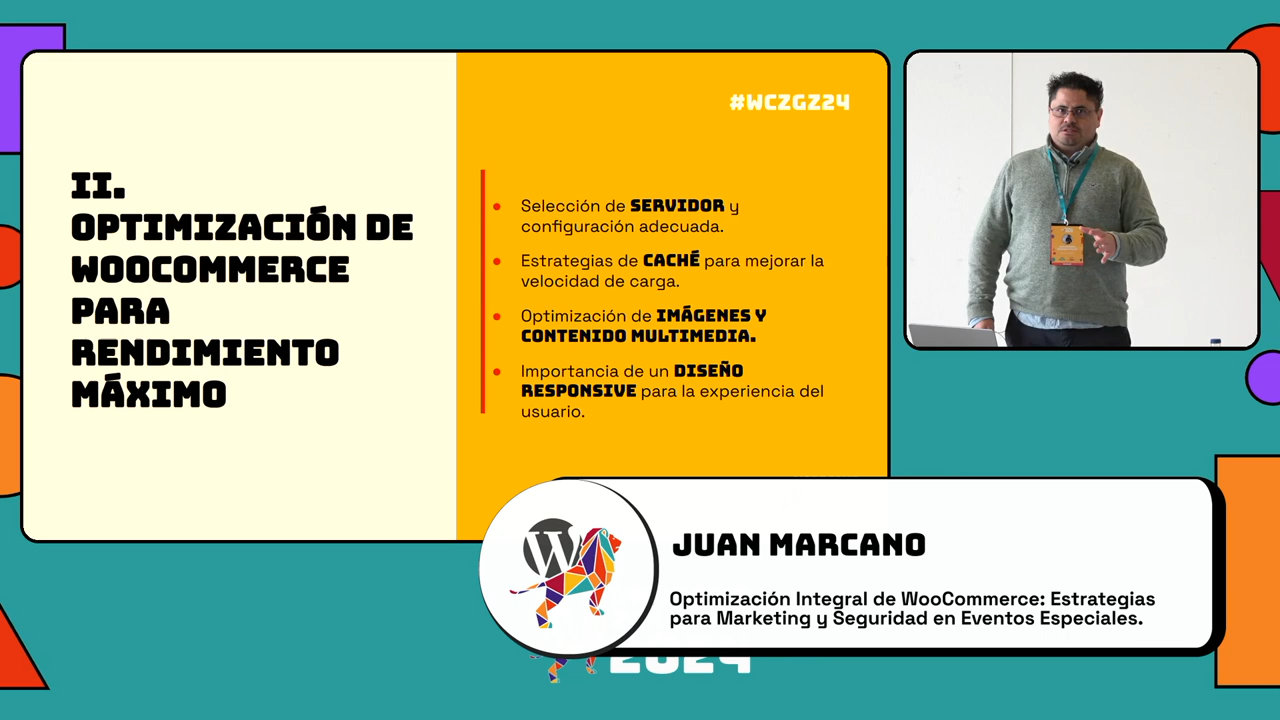 II.
OPTIMIZACIÓN DE
WOOCOMMERCE
PARA
RENDIMIENTO
MÁXIMO
#WCZGZ24
Selección de SERVIDOR y
configuración adecuada.
Estrategias de CACHÉ para mejorar la
velocidad de carga.
Optimización de IMÁGENES Y
CONTENIDO MULTIMEDIA.
Importancia de un DISEÑO
RESPONSIVE para la experiencia del
usuario.
JUAN MARCANO
Optimización Integral de WooCommerce: Estrategias
para Marketing y Seguridad en Eventos Especiales.
2024